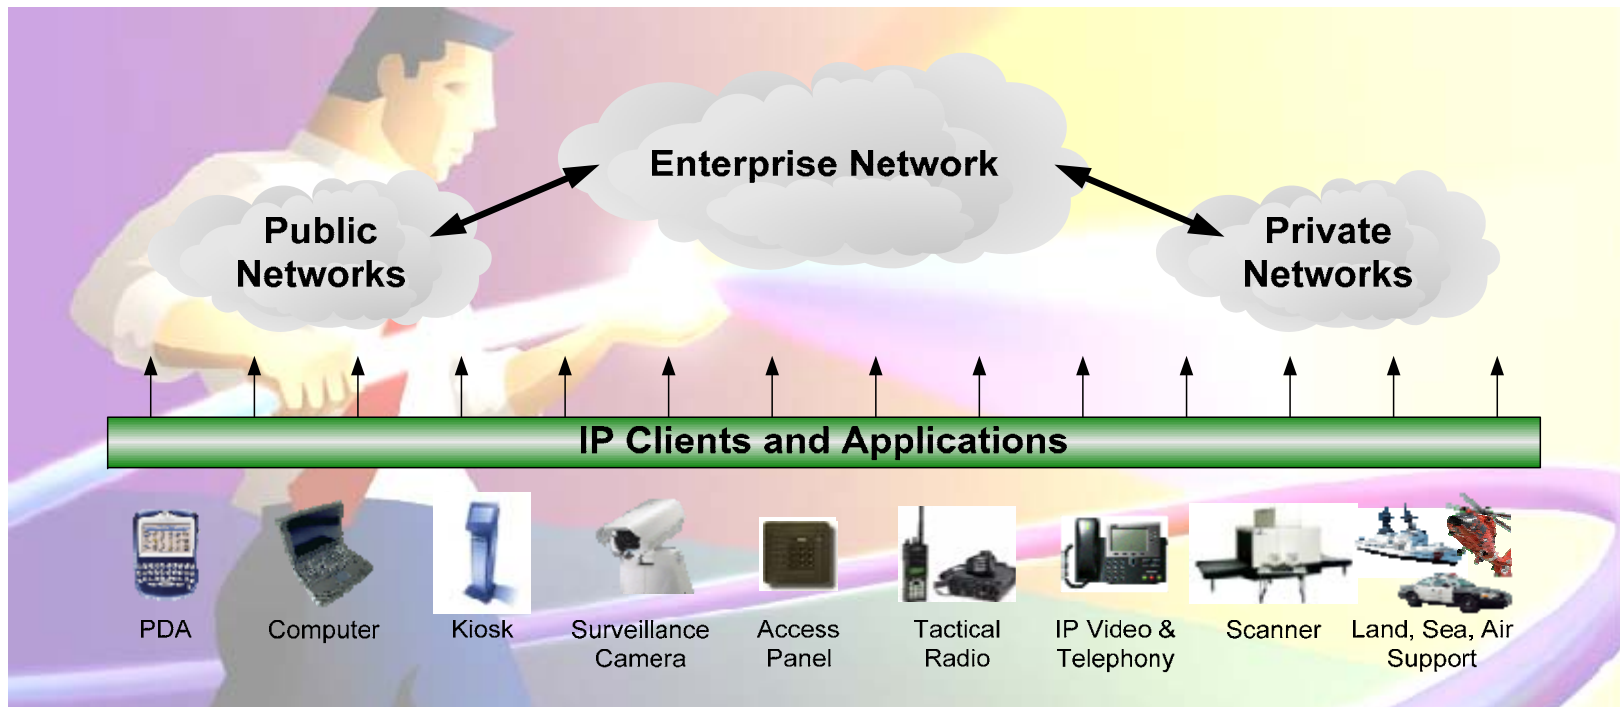 Enterprise Network
Public
Networks
Private
Networks
IP Clients and Applications
PDA
Computer
Kiosk
Surveillance
Camera
Access
Panel
Tactical
Radio
IP Video &
Telephony
Scanner
Land, Sea, Air
Support